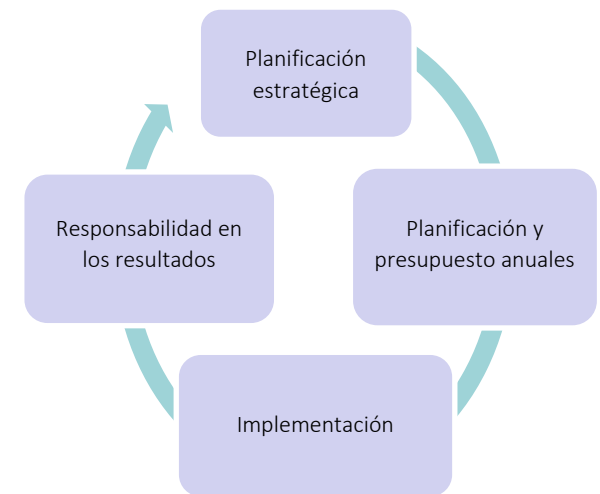 Planificación
estratégica
Planificación y
presupuesto anuales
Implementación
Responsabilidad en
los resultados